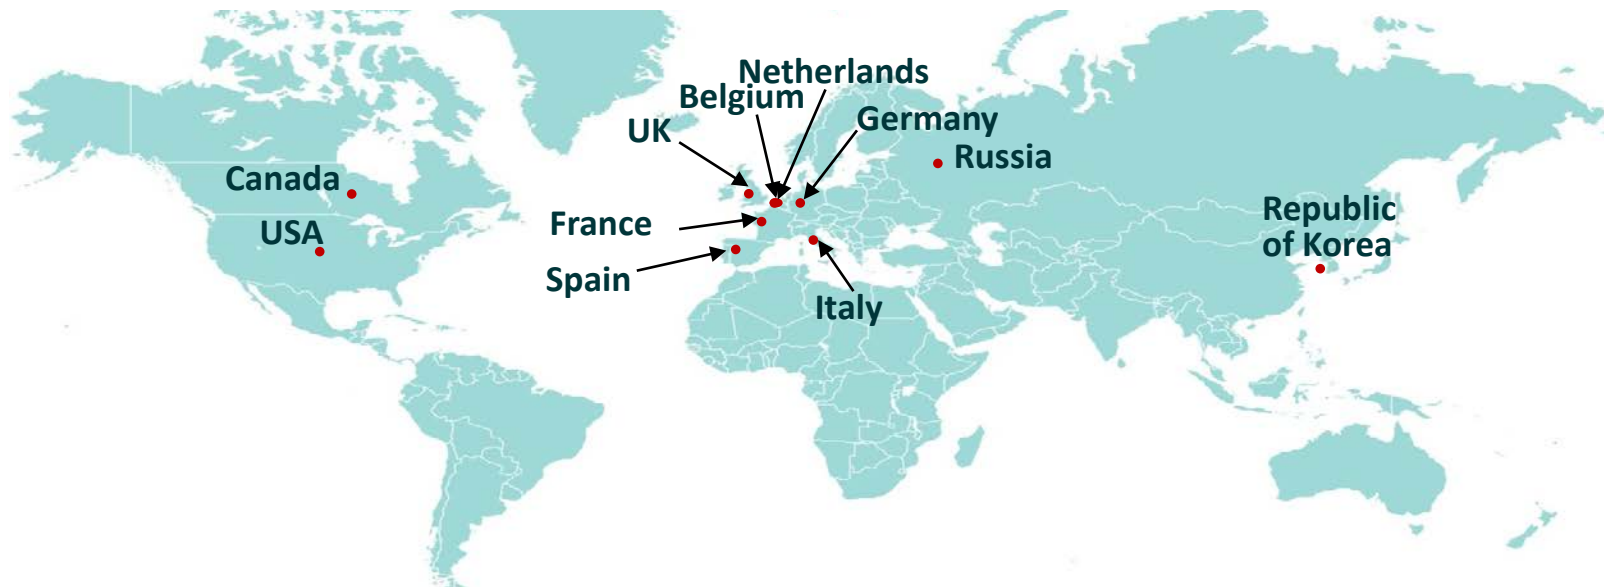 Netherlands
Belgium
UK
Germany
Russia
Canada
USA
France
Spain
Italy
Republic
of Korea